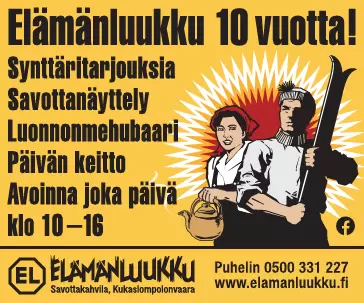 Elämänluukku 10 vuotta!
Synttäritarjouksia
Savottanäyttely
Luonnonmehubaari
Päivän keitto
Avoinna joka päivä
klo 10–16
EL ELÄMÄNLUUKKU
Savottakahvila, Kukaslompolonvaara
Puhelin 0500 331 227
www.elamanluukku.fi